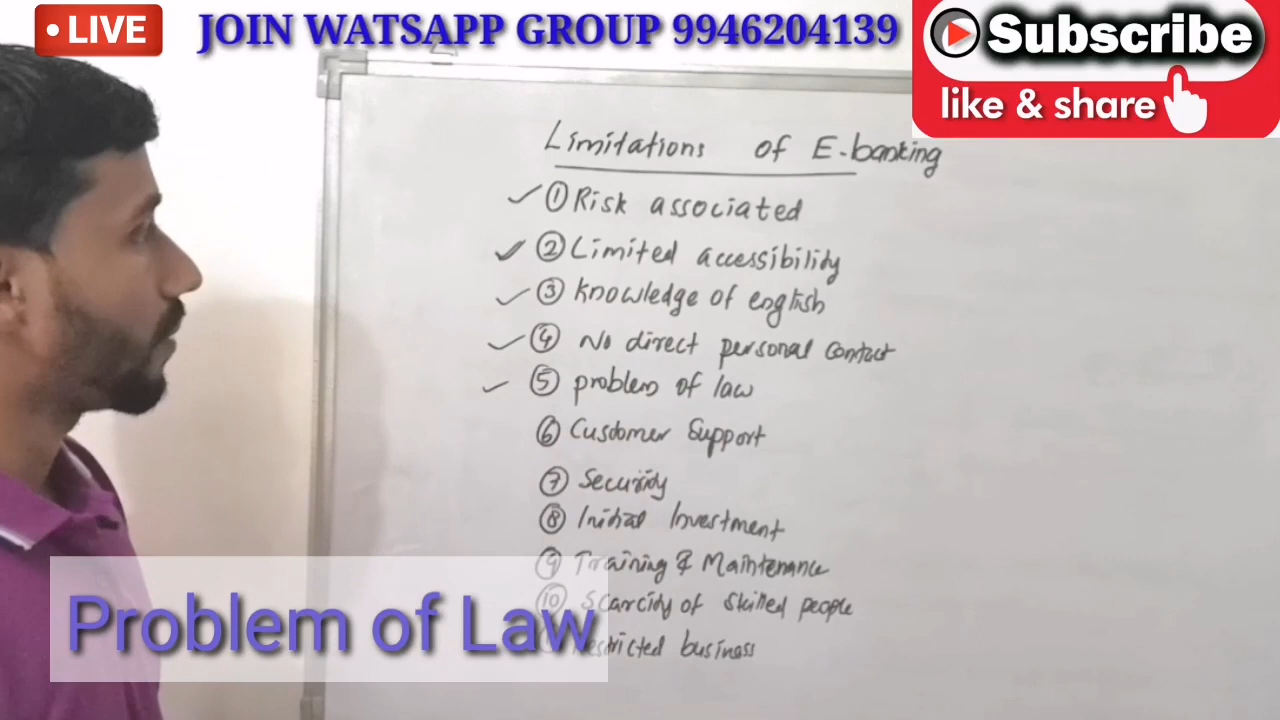 • LIVE
JOIN WATSAPP GROUP 9946204139
Subscribe
like & share
Limitations of E-banking
① Risk associated
② Limited accessibility
③ Knowledge of english
④ No direct personal contact
⑤ problem of law
⑥ Customer Support
⑦ Security
⑧ Initial Investment
⑨ Training & Maintenance
⑩ Scarcity of skilled people
Restricted business
Problem of Law